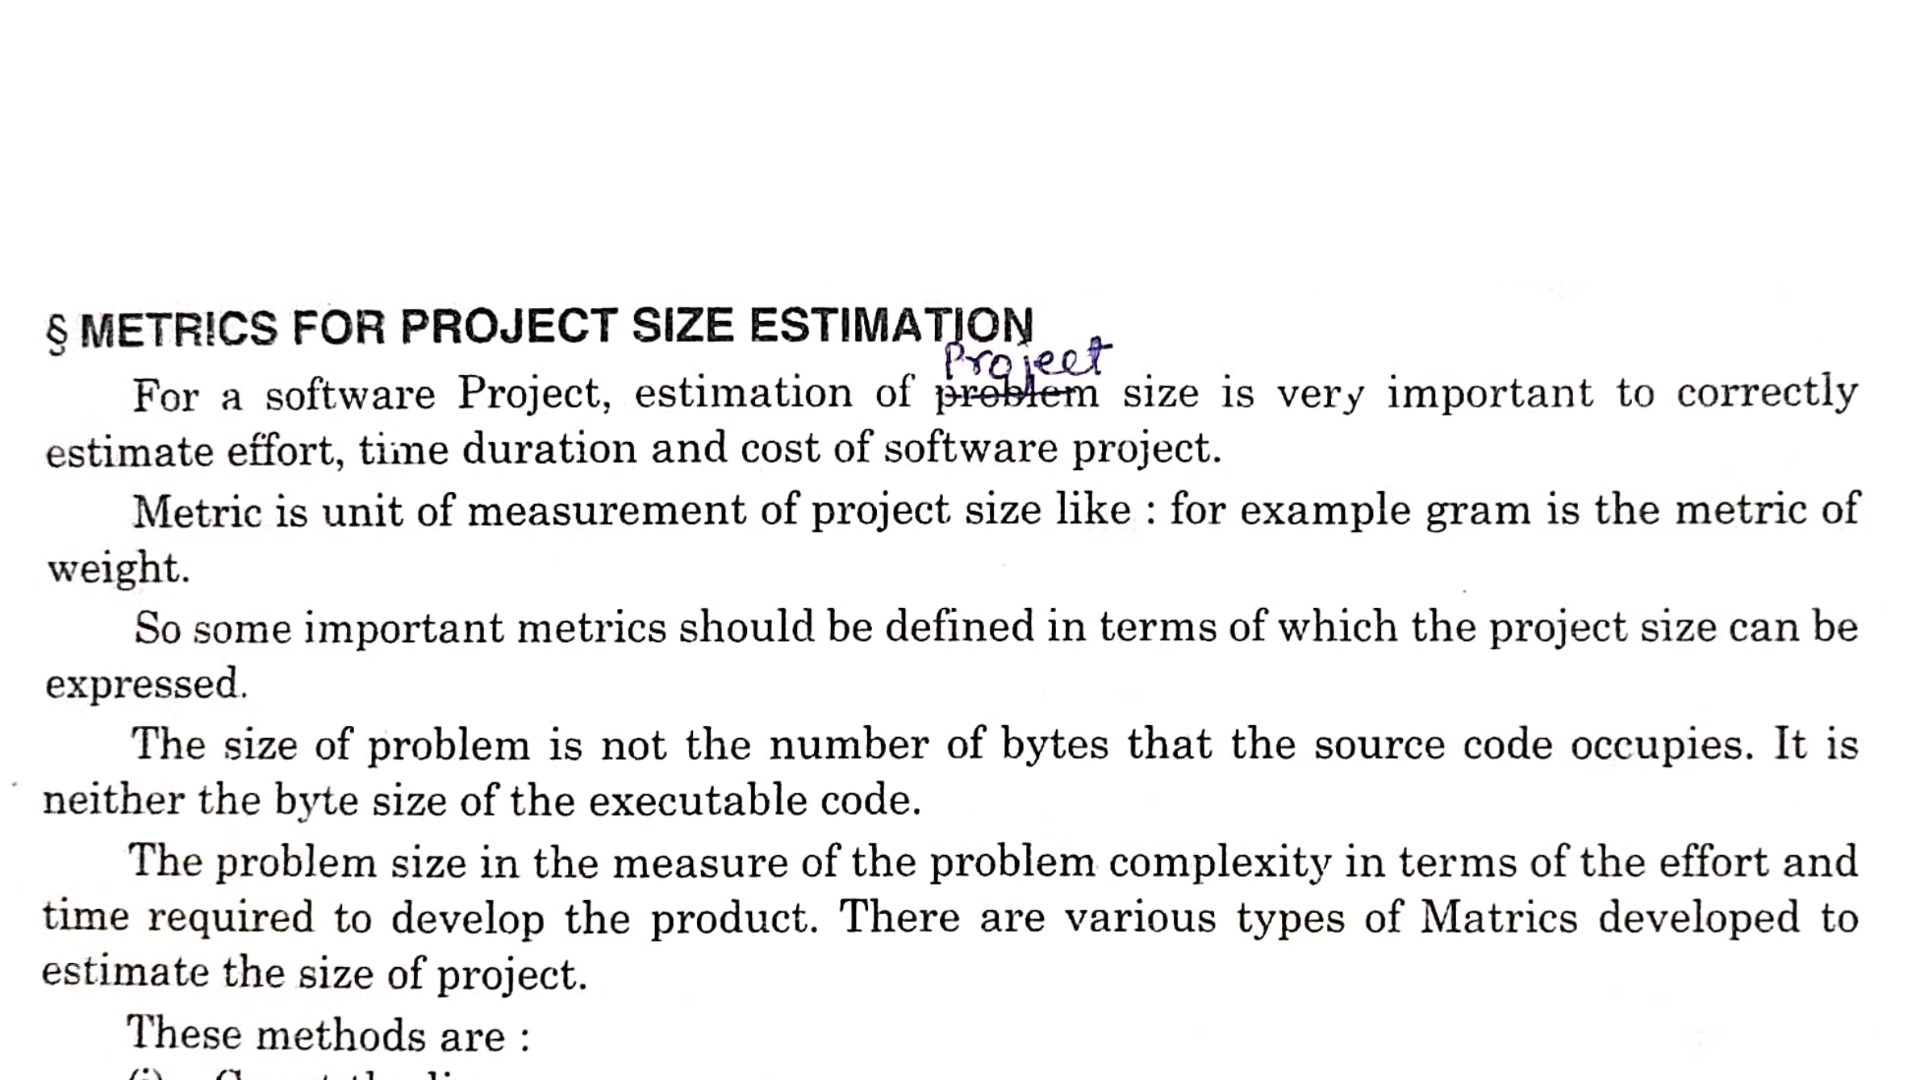 § METRICS FOR PROJECT SIZE ESTIMATION
Project
For a software Project, estimation of problem size is very important to correctly
estimate effort, time duration and cost of software project.
Metric is unit of measurement of project size like : for example gram is the metric of
weight.
So some important metrics should be defined in terms of which the project size can be
expressed.
The size of problem is not the number of bytes that the source code occupies. It is
neither the byte size of the executable code.
The problem size in the measure of the problem complexity in terms of the effort and
time required to develop the product. There are various types of Matrics developed to
estimate the size of project.
These methods are :